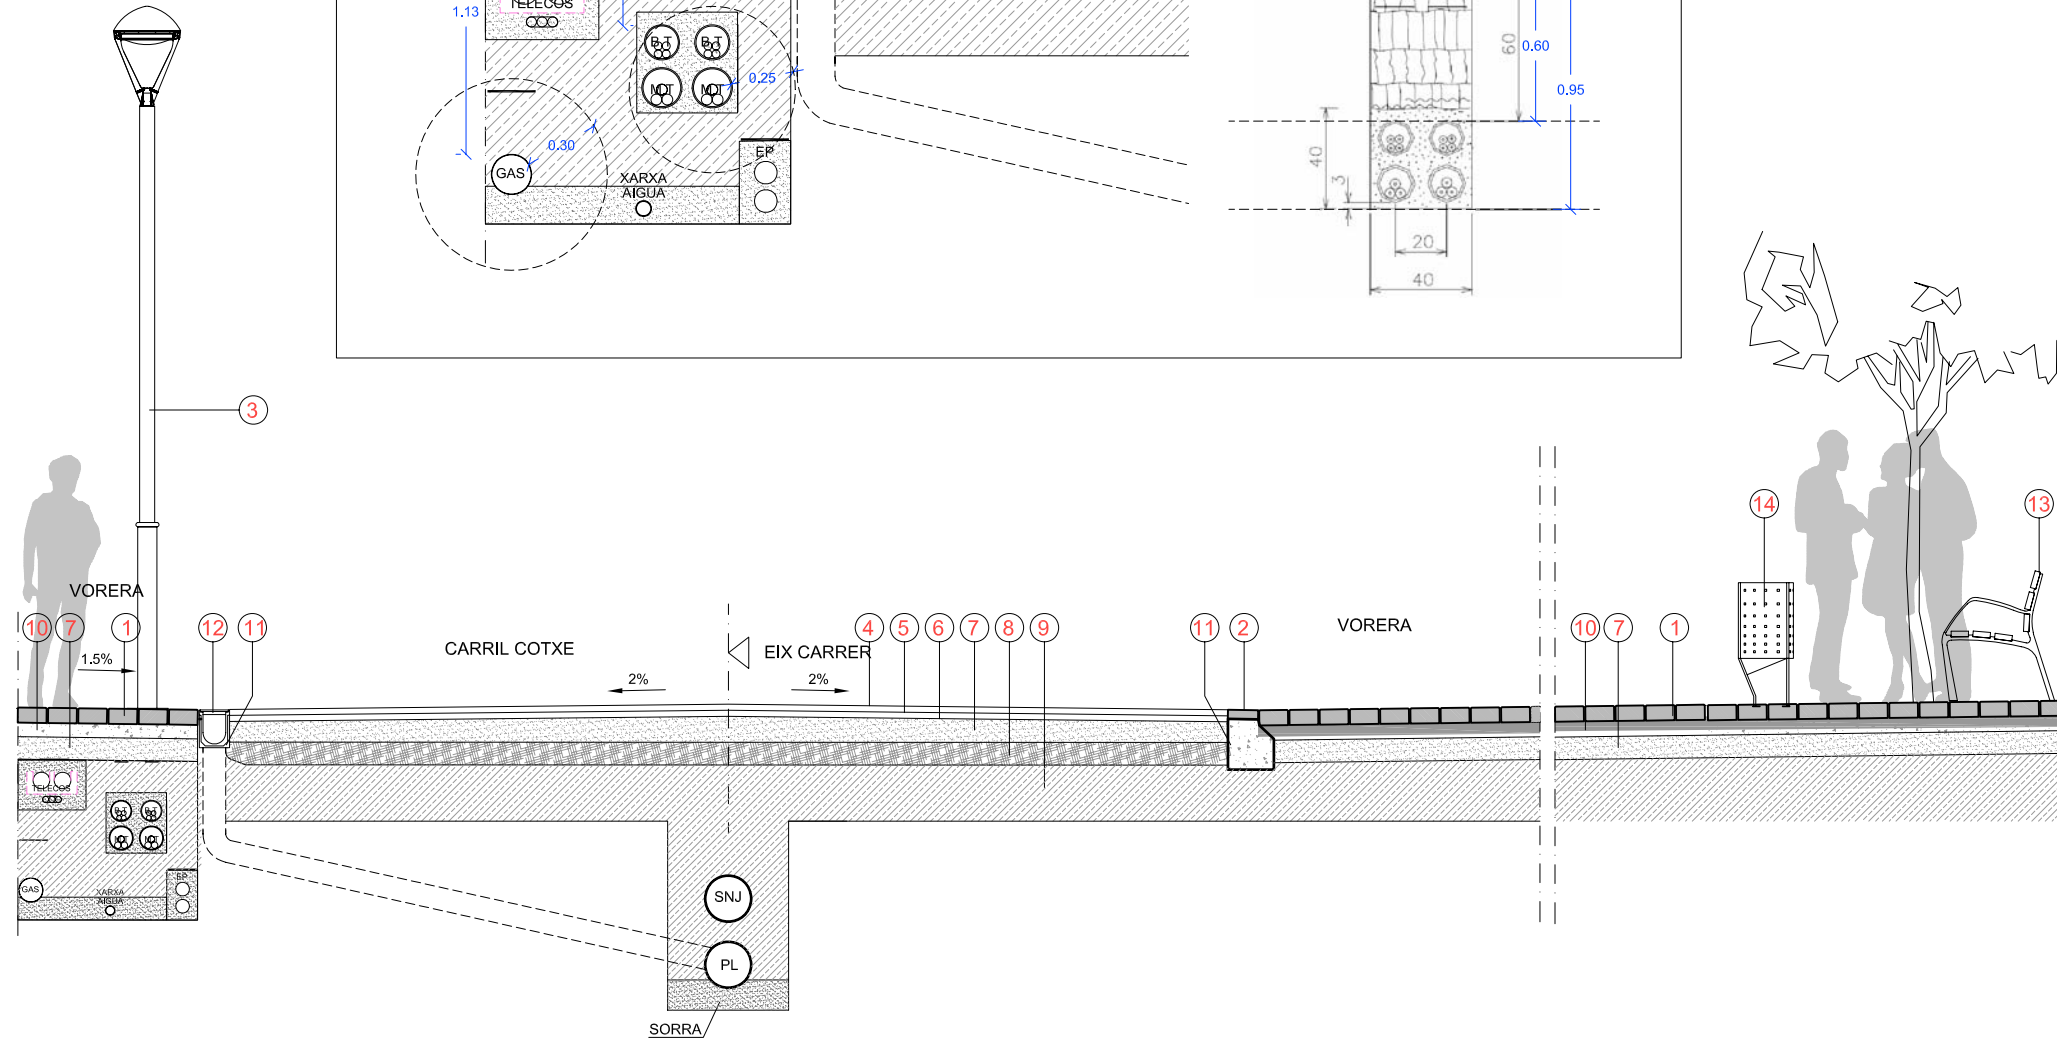 1.13
TELECOS
B.T
B.T
MT
MT
0.25
0.30
GAS
XARXA
AIGUA
EP
60
0.60
0.95
40
3
20
40
3
14
13
VORERA
10
7
1
12
11
4
5
6
7
8
9
11
2
VORERA
10
7
1
1.5%
CARRIL COTXE
EIX CARRER
2%
2%
TELECOS
B.T
B.T
MT
MT
GAS
XARXA
AIGUA
EP
SNJ
PL
SORRA